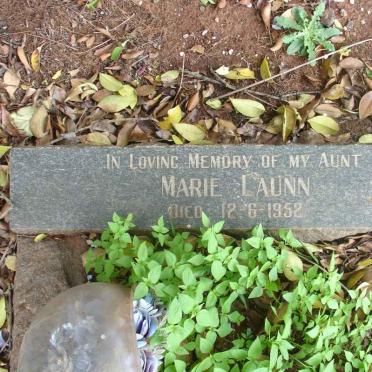 In Loving Memory of my Aunt
Marie Launn
Died 12-6-1952.